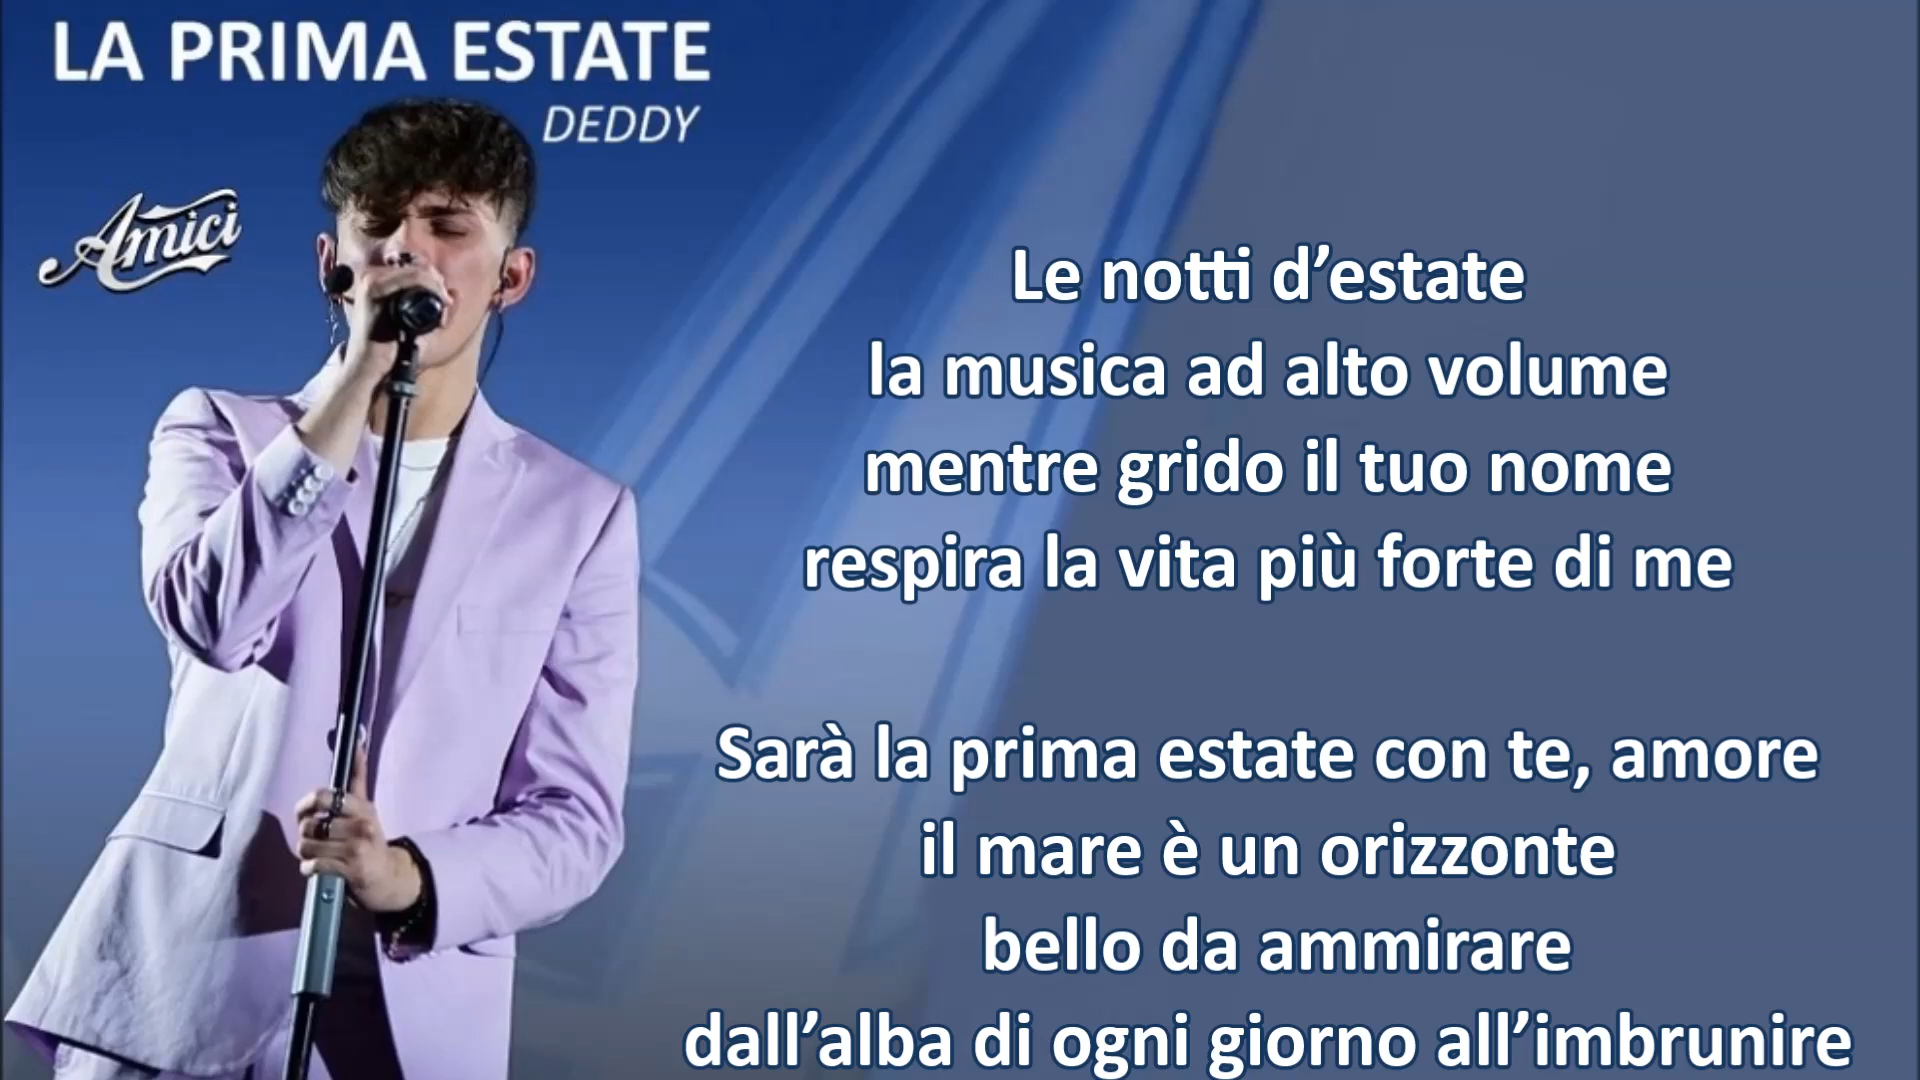 LA PRIMA ESTATE
DEDDY
Amici
Le notti d’estate
la musica ad alto volume
mentre grido il tuo nome
respira la vita più forte di me
Sarà la prima estate con te, amore
il mare è un orizzonte
bello da ammirare
dall’alba di ogni giorno all’imbrunire